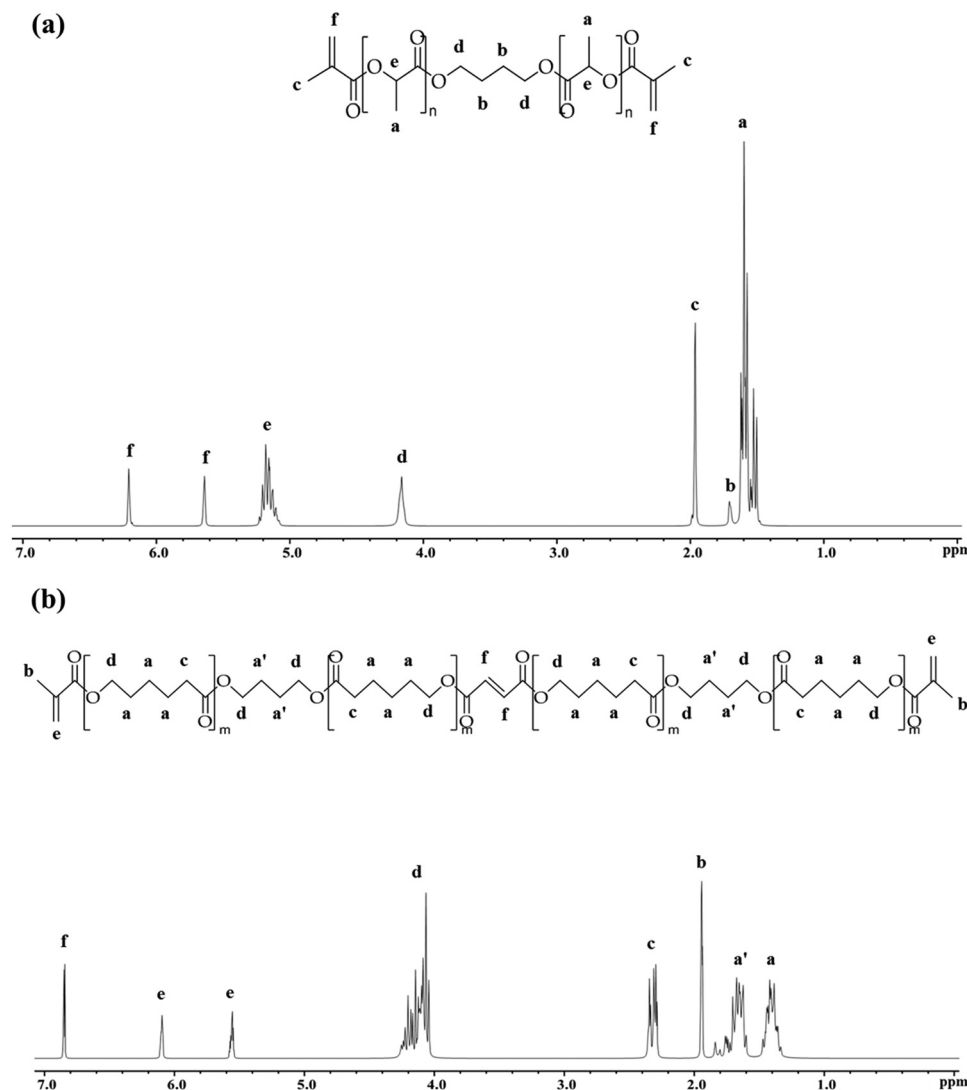 (a)
f a
O d b O
c O e O O e O c
O a n b d O n O
a f
a
c
e
f f d
b
7.0 6.0 5.0 4.0 3.0 2.0 1.0 ppm
(b)
e
b O d a c a' d O a a f O d a c a' d O a a
O O O O O O O O
e a a O m d a' c a d O m f a a O m d a' c a d m O b
d
b
f
c a' a
e e
7.0 6.0 5.0 4.0 3.0 2.0 1.0 ppm